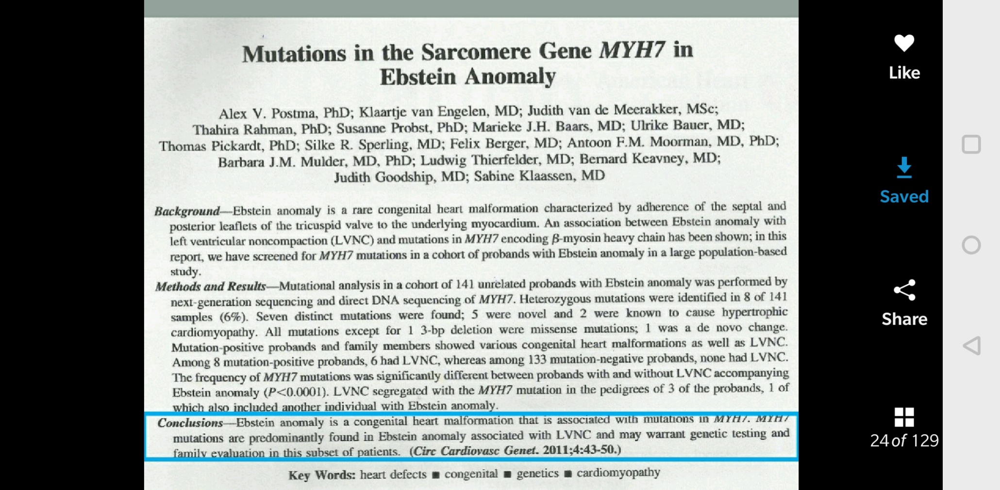 Mutations in the Sarcomere Gene MYH7 in
Ebstein Anomaly
Alex V. Postma, PhD; Klaartje van Engelen, MD; Judith van de Meerakker, MSc;
Thahira Rahman, PhD; Susanne Probst, PhD; Marieke J.H. Baars, MD; Ulrike Bauer, MD;
Thomas Pickardt, PhD; Silke R. Sperling, MD; Felix Berger, MD; Antoon F.M. Moorman, MD, PhD;
Barbara J.M. Mulder, MD, PhD; Ludwig Thierfelder, MD; Bernard Keavney, MD;
Judith Goodship, MD; Sabine Klaassen, MD
Background—Ebstein anomaly is a rare congenital heart malformation characterized by adherence of the septal and
posterior leaflets of the tricuspid valve to the underlying myocardium. An association between Ebstein anomaly with
left ventricular noncompaction (LVNC) and mutations in MYH7 encoding β-myosin heavy chain has been shown; in this
report, we have screened for MYH7 mutations in a cohort of probands with Ebstein anomaly in a large population-based
study.
Methods and Results—Mutational analysis in a cohort of 141 unrelated probands with Ebstein anomaly was performed by
next-generation sequencing and direct DNA sequencing of MYH7. Heterozygous mutations were identified in 8 of 141
samples (6%). Seven distinct mutations were found; 5 were novel and 2 were known to cause hypertrophic
cardiomyopathy. All mutations except for 1 3-bp deletion were missense mutations; 1 was a de novo change.
Mutation-positive probands and family members showed various congenital heart malformations as well as LVNC.
Among 8 mutation-positive probands, 6 had LVNC, whereas among 133 mutation-negative probands, none had LVNC.
The frequency of MYH7 mutations was significantly different between probands with and without LVNC accompanying
Ebstein anomaly (P<0.0001). LVNC segregated with the MYH7 mutation in the pedigrees of 3 of the probands, 1 of
which also included another individual with Ebstein anomaly.
Conclusions—Ebstein anomaly is a congenital heart malformation that is associated with mutations in MYH7. MYH7
mutations are predominantly found in Ebstein anomaly associated with LVNC and may warrant genetic testing and
family evaluation in this subset of patients. (Circ Cardiovasc Genet. 2011;4:43-50.)
Key Words: heart defects ■ congenital ■ genetics ■ cardiomyopathy
Like
Saved
Share
24 of 129